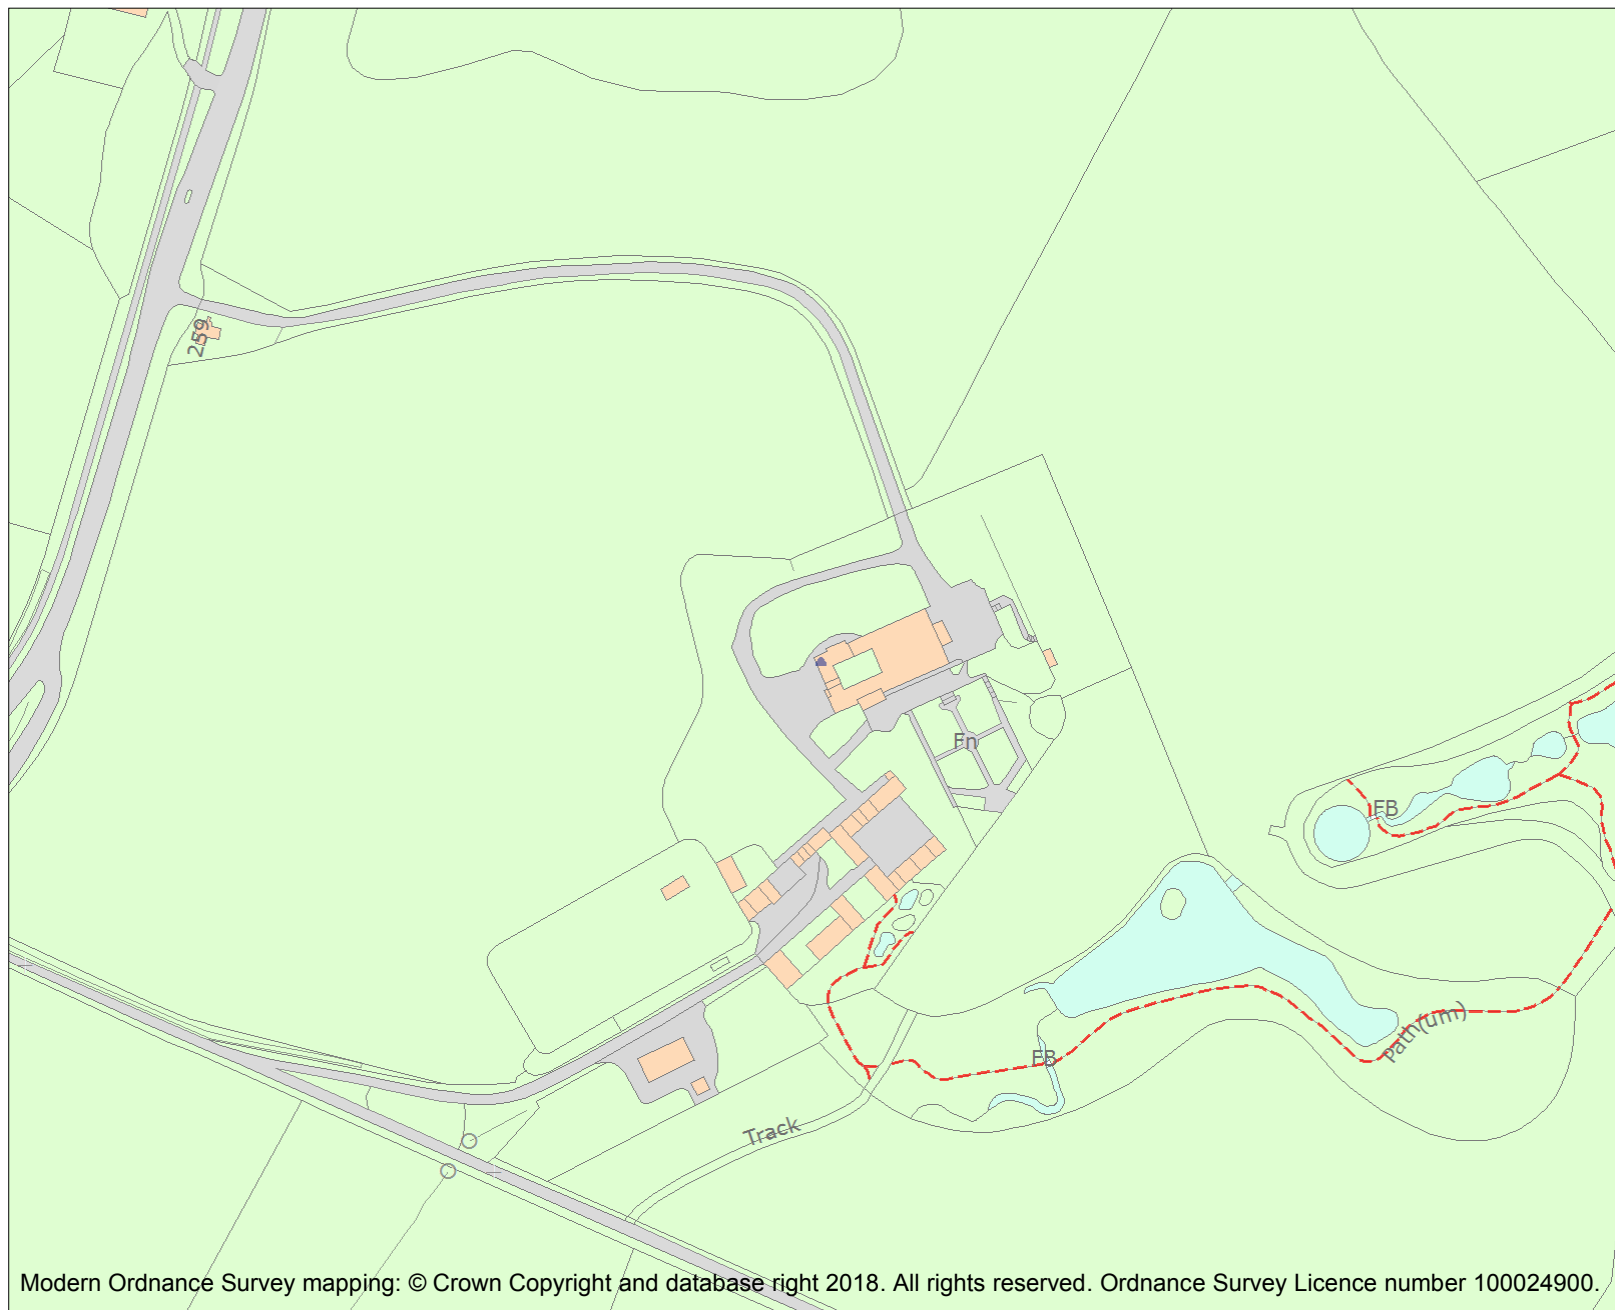 259
Fn
FB
Path(um)
FB
Track
Modern Ordnance Survey mapping: © Crown Copyright and database right 2018. All rights reserved. Ordnance Survey Licence number 100024900.